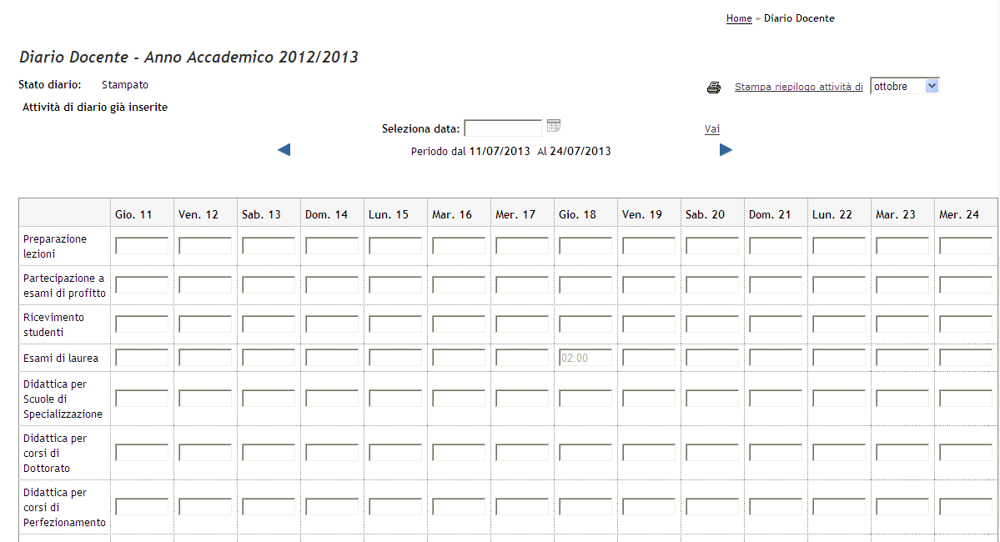 Home » Diario Docente
Diario Docente - Anno Accademico 2012/2013
Stato diario: Stampato
Stampa riepilogo attività di ottobre
Attività di diario già inserite
Seleziona data: Vai
Periodo dal 11/07/2013 Al 24/07/2013
Gio. 11 Ven. 12 Sab. 13 Dom. 14 Lun. 15 Mar. 16 Mer. 17 Gio. 18 Ven. 19 Sab. 20 Dom. 21 Lun. 22 Mar. 23 Mer. 24
Preparazione
lezioni
Partecipazione a
esami di profitto
Ricevimento
studenti
Esami di laurea 02:00
Didattica per
Scuole di
Specializzazione
Didattica per
corsi di
Dottorato
Didattica per
corsi di
Perfezionamento